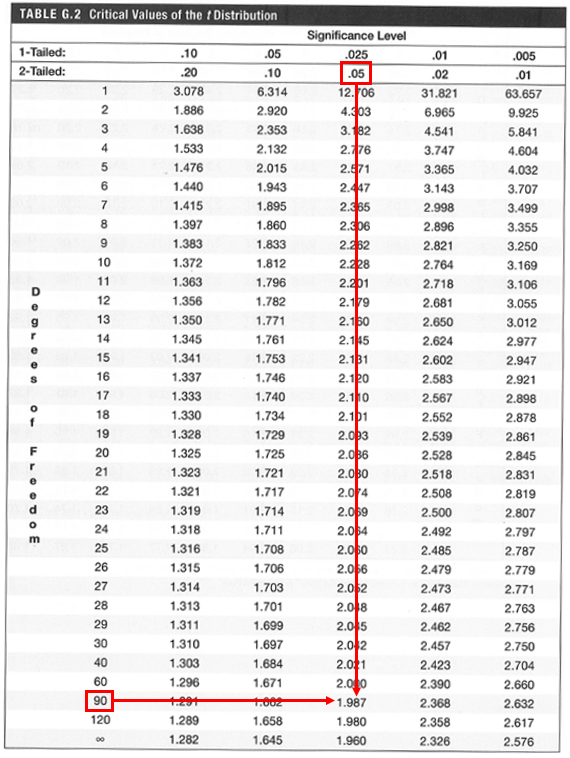 TABLE G.2 Critical Values of the t Distribution
Significance Level
1-Tailed: .10 .05 .025 .01 .005
2-Tailed: .20 .10 .05 .02 .01
Degrees of Freedom
1 3.078 6.314 12.706 31.821 63.657
2 1.886 2.920 4.303 6.965 9.925
3 1.638 2.353 3.182 4.541 5.841
4 1.533 2.132 2.776 3.747 4.604
5 1.476 2.015 2.571 3.365 4.032
6 1.440 1.943 2.447 3.143 3.707
7 1.415 1.895 2.365 2.998 3.499
8 1.397 1.860 2.306 2.896 3.355
9 1.383 1.833 2.262 2.821 3.250
10 1.372 1.812 2.228 2.764 3.169
11 1.363 1.796 2.201 2.718 3.106
12 1.356 1.782 2.179 2.681 3.055
13 1.350 1.771 2.160 2.650 3.012
14 1.345 1.761 2.145 2.624 2.977
15 1.341 1.753 2.131 2.602 2.947
16 1.337 1.746 2.120 2.583 2.921
17 1.333 1.740 2.110 2.567 2.898
18 1.330 1.734 2.101 2.552 2.878
19 1.328 1.729 2.093 2.539 2.861
20 1.325 1.725 2.086 2.528 2.845
21 1.323 1.721 2.080 2.518 2.831
22 1.321 1.717 2.074 2.508 2.819
23 1.319 1.714 2.069 2.500 2.807
24 1.318 1.711 2.064 2.492 2.797
25 1.316 1.708 2.060 2.485 2.787
26 1.315 1.706 2.056 2.479 2.779
27 1.314 1.703 2.052 2.473 2.771
28 1.313 1.701 2.048 2.467 2.763
29 1.311 1.699 2.045 2.462 2.756
30 1.310 1.697 2.042 2.457 2.750
40 1.303 1.684 2.021 2.423 2.704
60 1.296 1.671 2.000 2.390 2.660
90 1.291 1.662 1.987 2.368 2.632
120 1.289 1.658 1.980 2.358 2.617
∞ 1.282 1.645 1.960 2.326 2.576